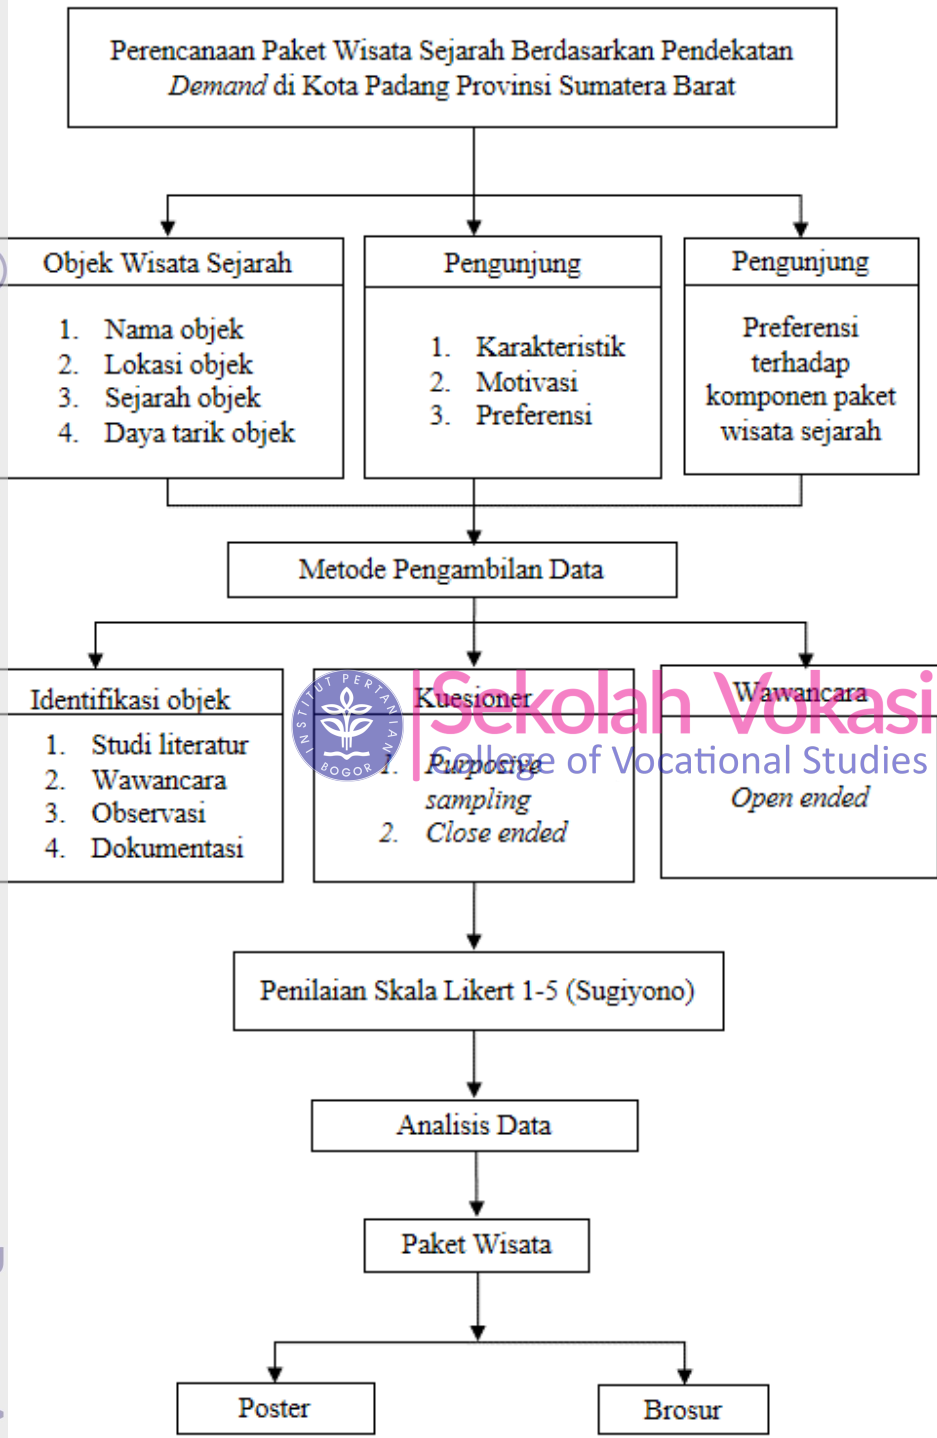 Perencanaan Paket Wisata Sejarah Berdasarkan Pendekatan
Demand di Kota Padang Provinsi Sumatera Barat
Objek Wisata Sejarah
1. Nama objek
2. Lokasi objek
3. Sejarah objek
4. Daya tarik objek
Pengunjung
1. Karakteristik
2. Motivasi
3. Preferensi
Pengunjung
Preferensi
terhadap
komponen paket
wisata sejarah
Metode Pengambilan Data
Identifikasi objek
1. Studi literatur
2. Wawancara
3. Observasi
4. Dokumentasi
Kuesioner
1. Purposive
sampling
2. Close ended
Wawancara
Open ended
INSTITUT PERTANIAN
BOGOR
Sekolah Vokasi
College of Vocational Studies
Penilaian Skala Likert 1-5 (Sugiyono)
Analisis Data
Paket Wisata
Poster
Brosur